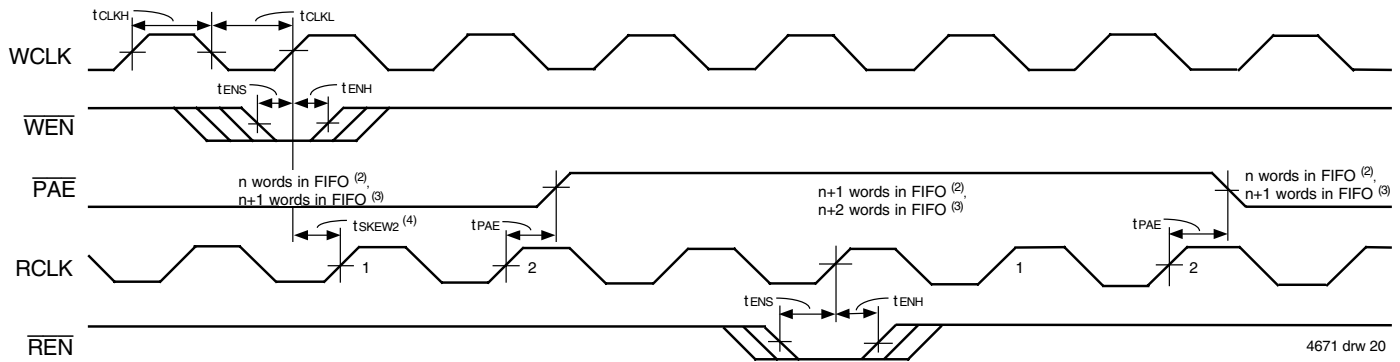 tCLKH
tCLKL
WCLK
tENS
tENH
WEN
PAE
n words in FIFO (2),
n+1 words in FIFO (3)
n+1 words in FIFO (2),
n+2 words in FIFO (3)
n words in FIFO (2),
n+1 words in FIFO (3)
tSKEW2 (4)
tPAE
tPAE
RCLK
1
2
1
2
tENS
tENH
REN
4671 drw 20